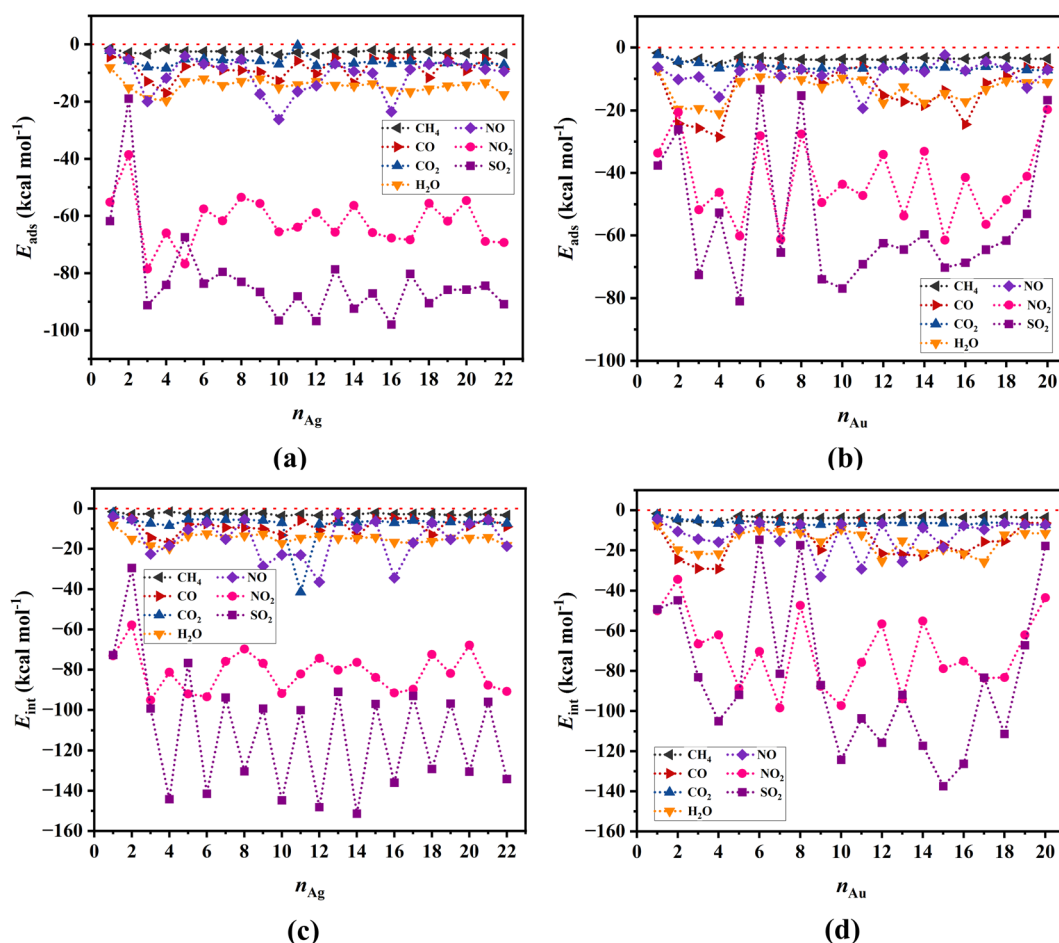 0
-20
-40
-60
-80
-100
E_ads (kcal mol⁻¹)
CH₄ NO
CO NO₂
CO₂ SO₂
H₂O
0 2 4 6 8 10 12 14 16 18 20 22
n_Ag
(a)
0
−20
−40
−60
−80
−100
E_ads (kcal mol⁻¹)
CH₄ NO
CO NO₂
CO₂ SO₂
H₂O
0 2 4 6 8 10 12 14 16 18 20
n_Au
(b)
0
−20
−40
−60
−80
−100
−120
−140
−160
E_int (kcal mol⁻¹)
CH₄ NO
CO NO₂
CO₂ SO₂
H₂O
0 2 4 6 8 10 12 14 16 18 20 22
n_Ag
(c)
0
−20
−40
−60
−80
−100
−120
−140
−160
E_int (kcal mol⁻¹)
CH₄ NO
CO NO₂
CO₂ SO₂
H₂O
0 2 4 6 8 10 12 14 16 18 20
n_Au
(d)